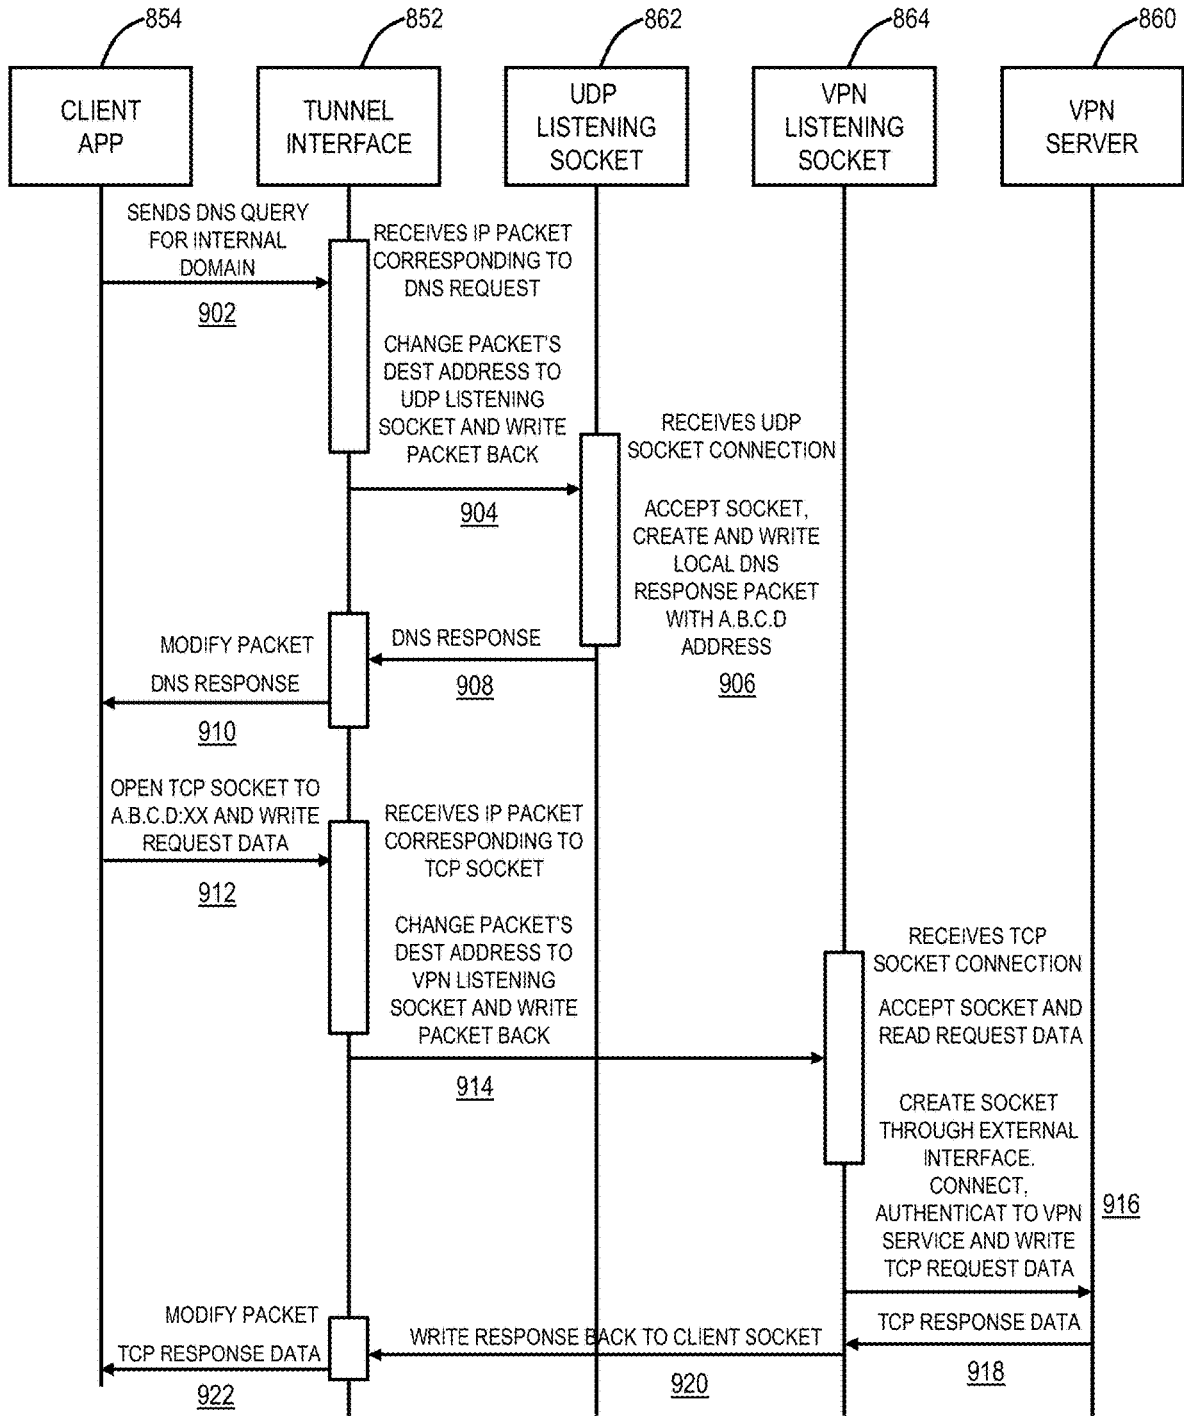 854
852
862
864
860
CLIENT
APP
TUNNEL
INTERFACE
UDP
LISTENING
SOCKET
VPN
LISTENING
SOCKET
VPN
SERVER
SENDS DNS QUERY
FOR INTERNAL
DOMAIN
902
RECEIVES IP PACKET
CORRESPONDING TO
DNS REQUEST
CHANGE PACKET'S
DEST ADDRESS TO
UDP LISTENING
SOCKET AND WRITE
PACKET BACK
904
RECEIVES UDP
SOCKET CONNECTION
ACCEPT SOCKET,
CREATE AND WRITE
LOCAL DNS
RESPONSE PACKET
WITH A.B.C.D
ADDRESS
906
DNS RESPONSE
908
MODIFY PACKET
DNS RESPONSE
910
OPEN TCP SOCKET TO
A.B.C.D:XX AND WRITE
REQUEST DATA
912
RECEIVES IP PACKET
CORRESPONDING TO
TCP SOCKET
CHANGE PACKET'S
DEST ADDRESS TO
VPN LISTENING
SOCKET AND WRITE
PACKET BACK
914
RECEIVES TCP
SOCKET CONNECTION
ACCEPT SOCKET AND
READ REQUEST DATA
CREATE SOCKET
THROUGH EXTERNAL
INTERFACE.
CONNECT,
AUTHENTICAT TO VPN
SERVICE AND WRITE
TCP REQUEST DATA
916
TCP RESPONSE DATA
918
WRITE RESPONSE BACK TO CLIENT SOCKET
920
MODIFY PACKET
TCP RESPONSE DATA
922